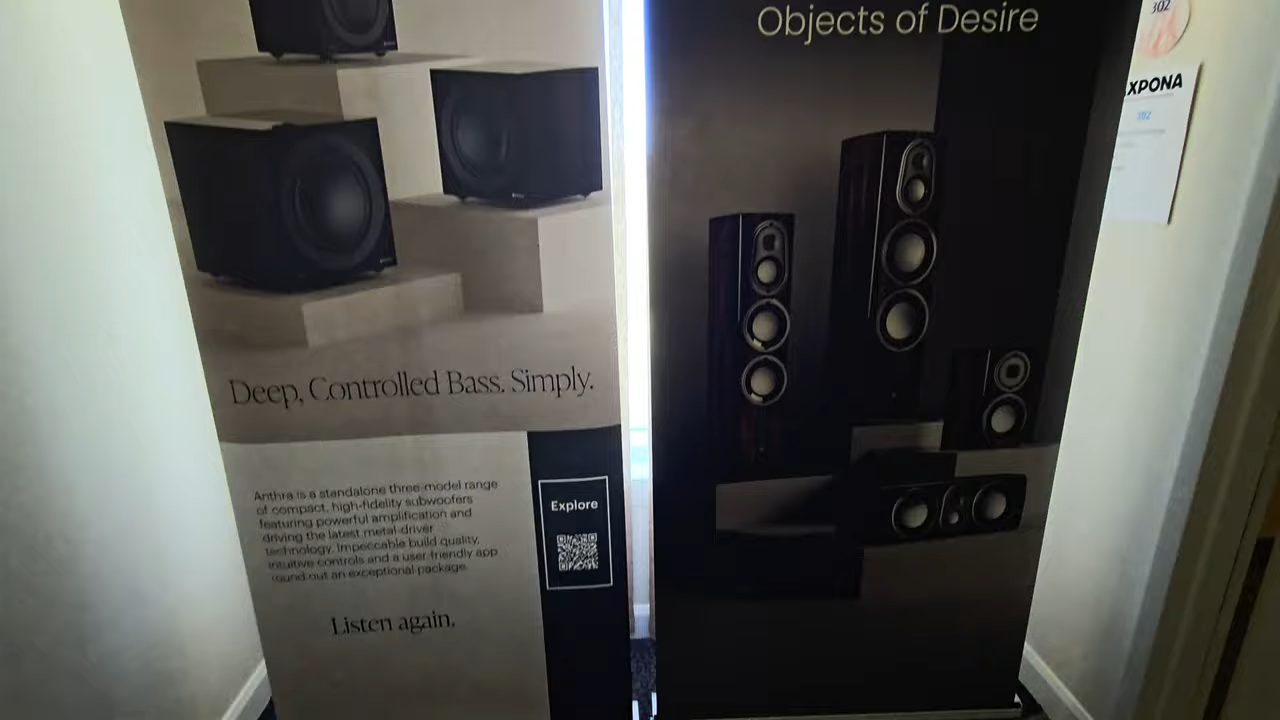 Deep, Controlled Bass. Simply.
Anthra is a standalone three-model range
of compact, high-fidelity subwoofers
featuring powerful amplification and
driving the latest metal-driver
technology. Impeccable build quality,
intuitive controls and a user-friendly app
round out an exceptional package.
Listen again.
Explore
Objects of Desire
302
XPONA
302